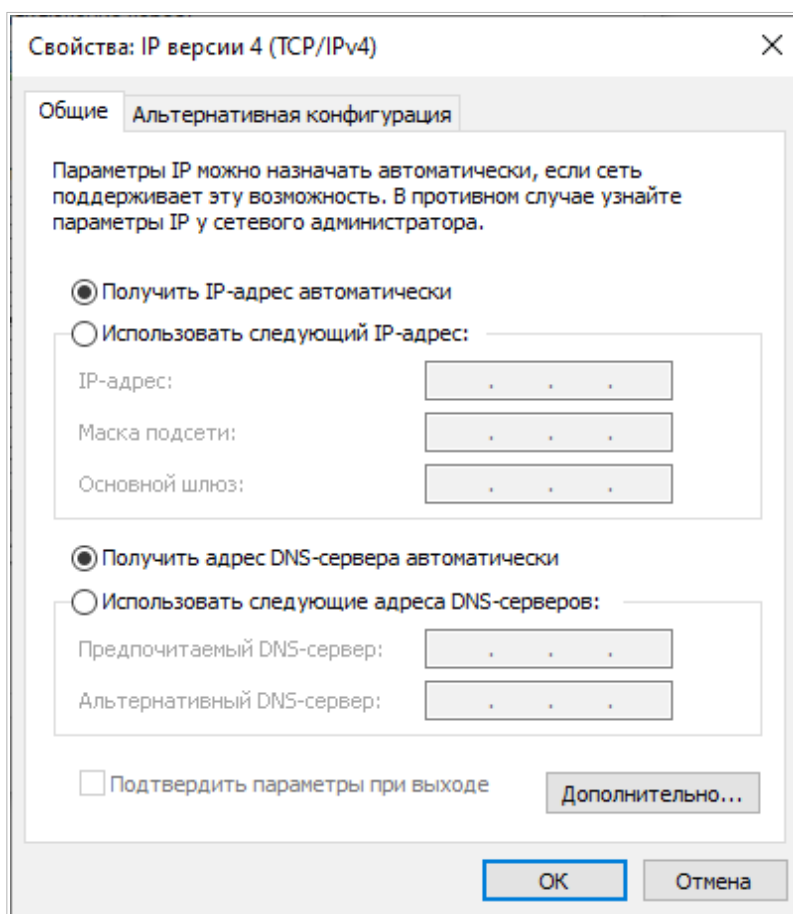 Свойства: IP версии 4 (TCP/IPv4)
Общие
Альтернативная конфигурация
Параметры IP можно назначать автоматически, если сеть
поддерживает эту возможность. В противном случае узнайте
параметры IP у сетевого администратора.
Получить IP-адрес автоматически
Использовать следующий IP-адрес:
IP-адрес:
Маска подсети:
Основной шлюз:
Получить адрес DNS-сервера автоматически
Использовать следующие адреса DNS-серверов:
Предпочитаемый DNS-сервер:
Альтернативный DNS-сервер:
Подтвердить параметры при выходе
Дополнительно...
ОК
Отмена